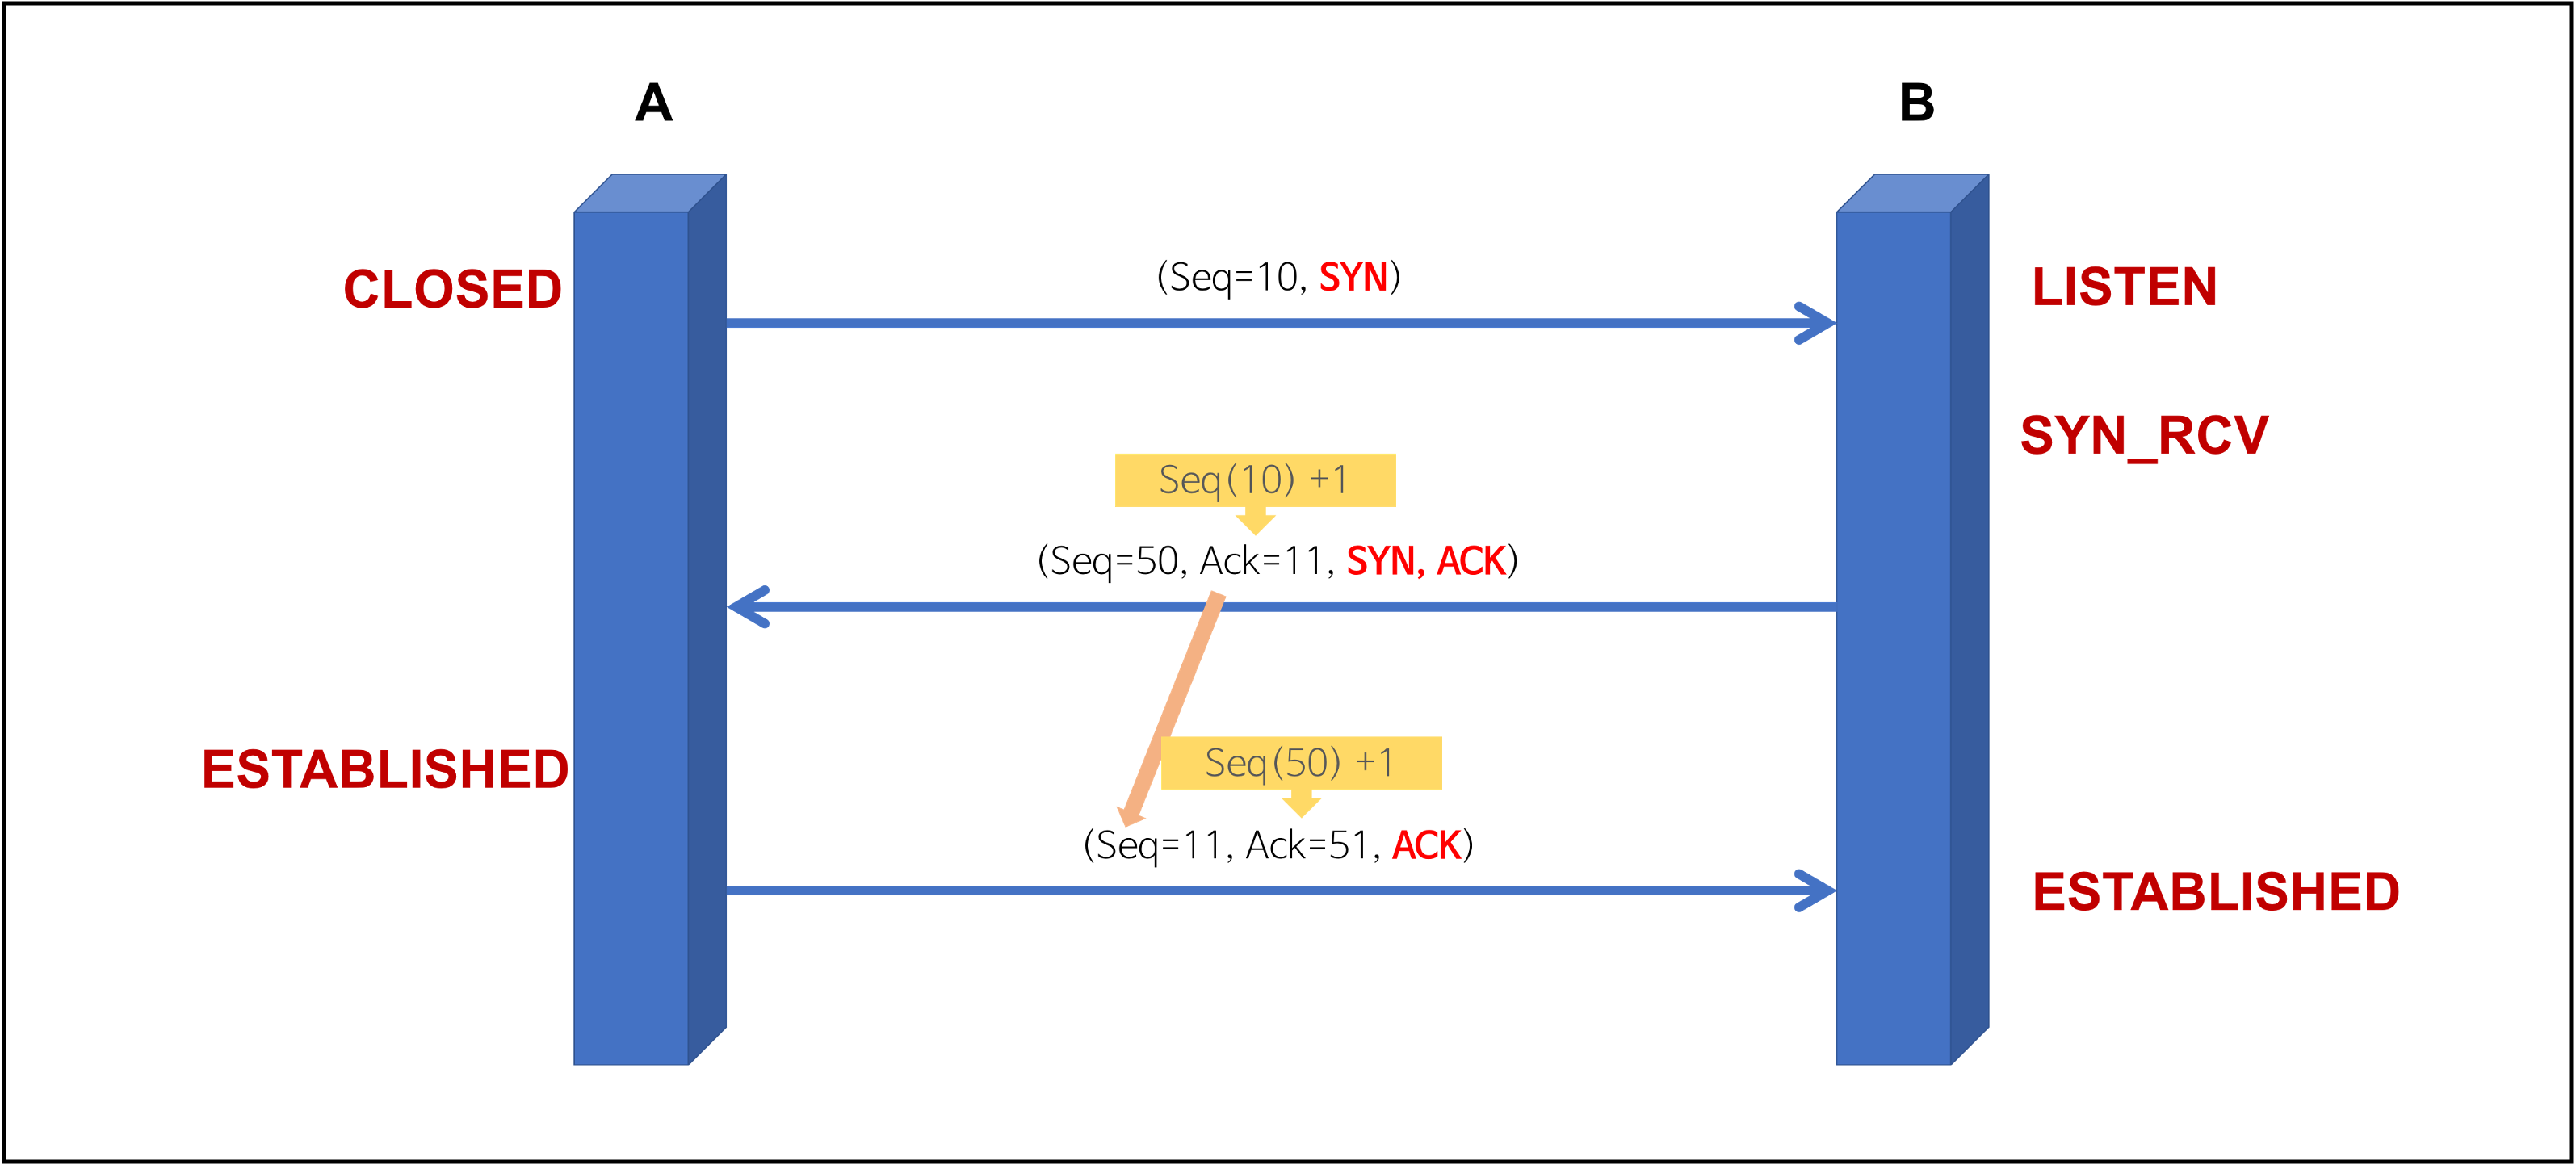 A
B
CLOSED
(Seq=10, SYN)
LISTEN
SYN_RCV
Seq(10) +1
(Seq=50, Ack=11, SYN, ACK)
ESTABLISHED
Seq(50) +1
(Seq=11, Ack=51, ACK)
ESTABLISHED